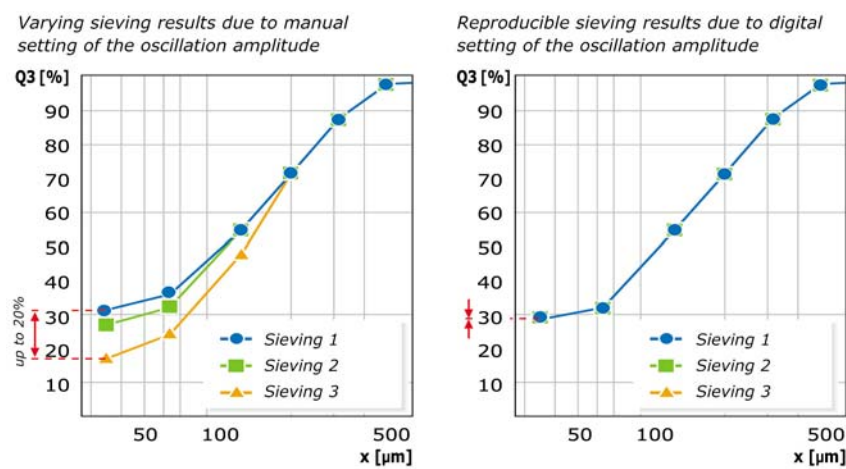 Varying sieving results due to manual
setting of the oscillation amplitude
Q3 [%]
90
80
70
60
50
40
30
20
10
up to 20%
Sieving 1
Sieving 2
Sieving 3
50 100 500
x [µm]
Reproducible sieving results due to digital
setting of the oscillation amplitude
Q3 [%]
90
80
70
60
50
40
30
20
10
Sieving 1
Sieving 2
Sieving 3
50 100 500
x [µm]